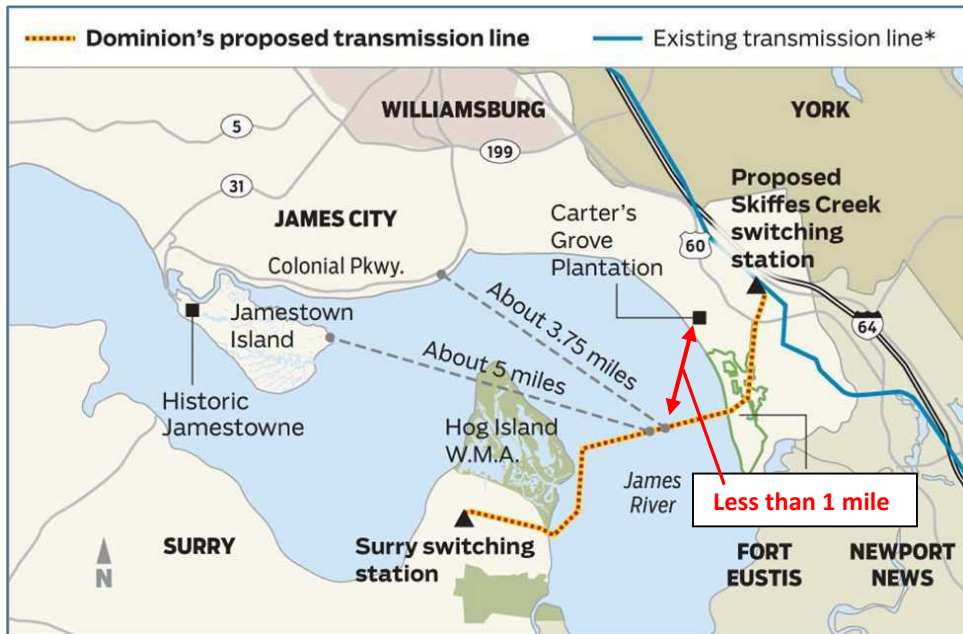 Dominion's proposed transmission line
Existing transmission line*
WILLIAMSBURG
YORK
5
199
31
Proposed
Skiffes Creek
switching
station
JAMES CITY
Carter's
Grove
Plantation
60
Colonial Pkwy.
64
Jamestown
Island
About 3.75 miles
About 5 miles
Historic
Jamestowne
Hog Island
W.M.A.
James
River
Less than 1 mile
SURRY
Surry switching
station
FORT
EUSTIS
NEWPORT
NEWS
N